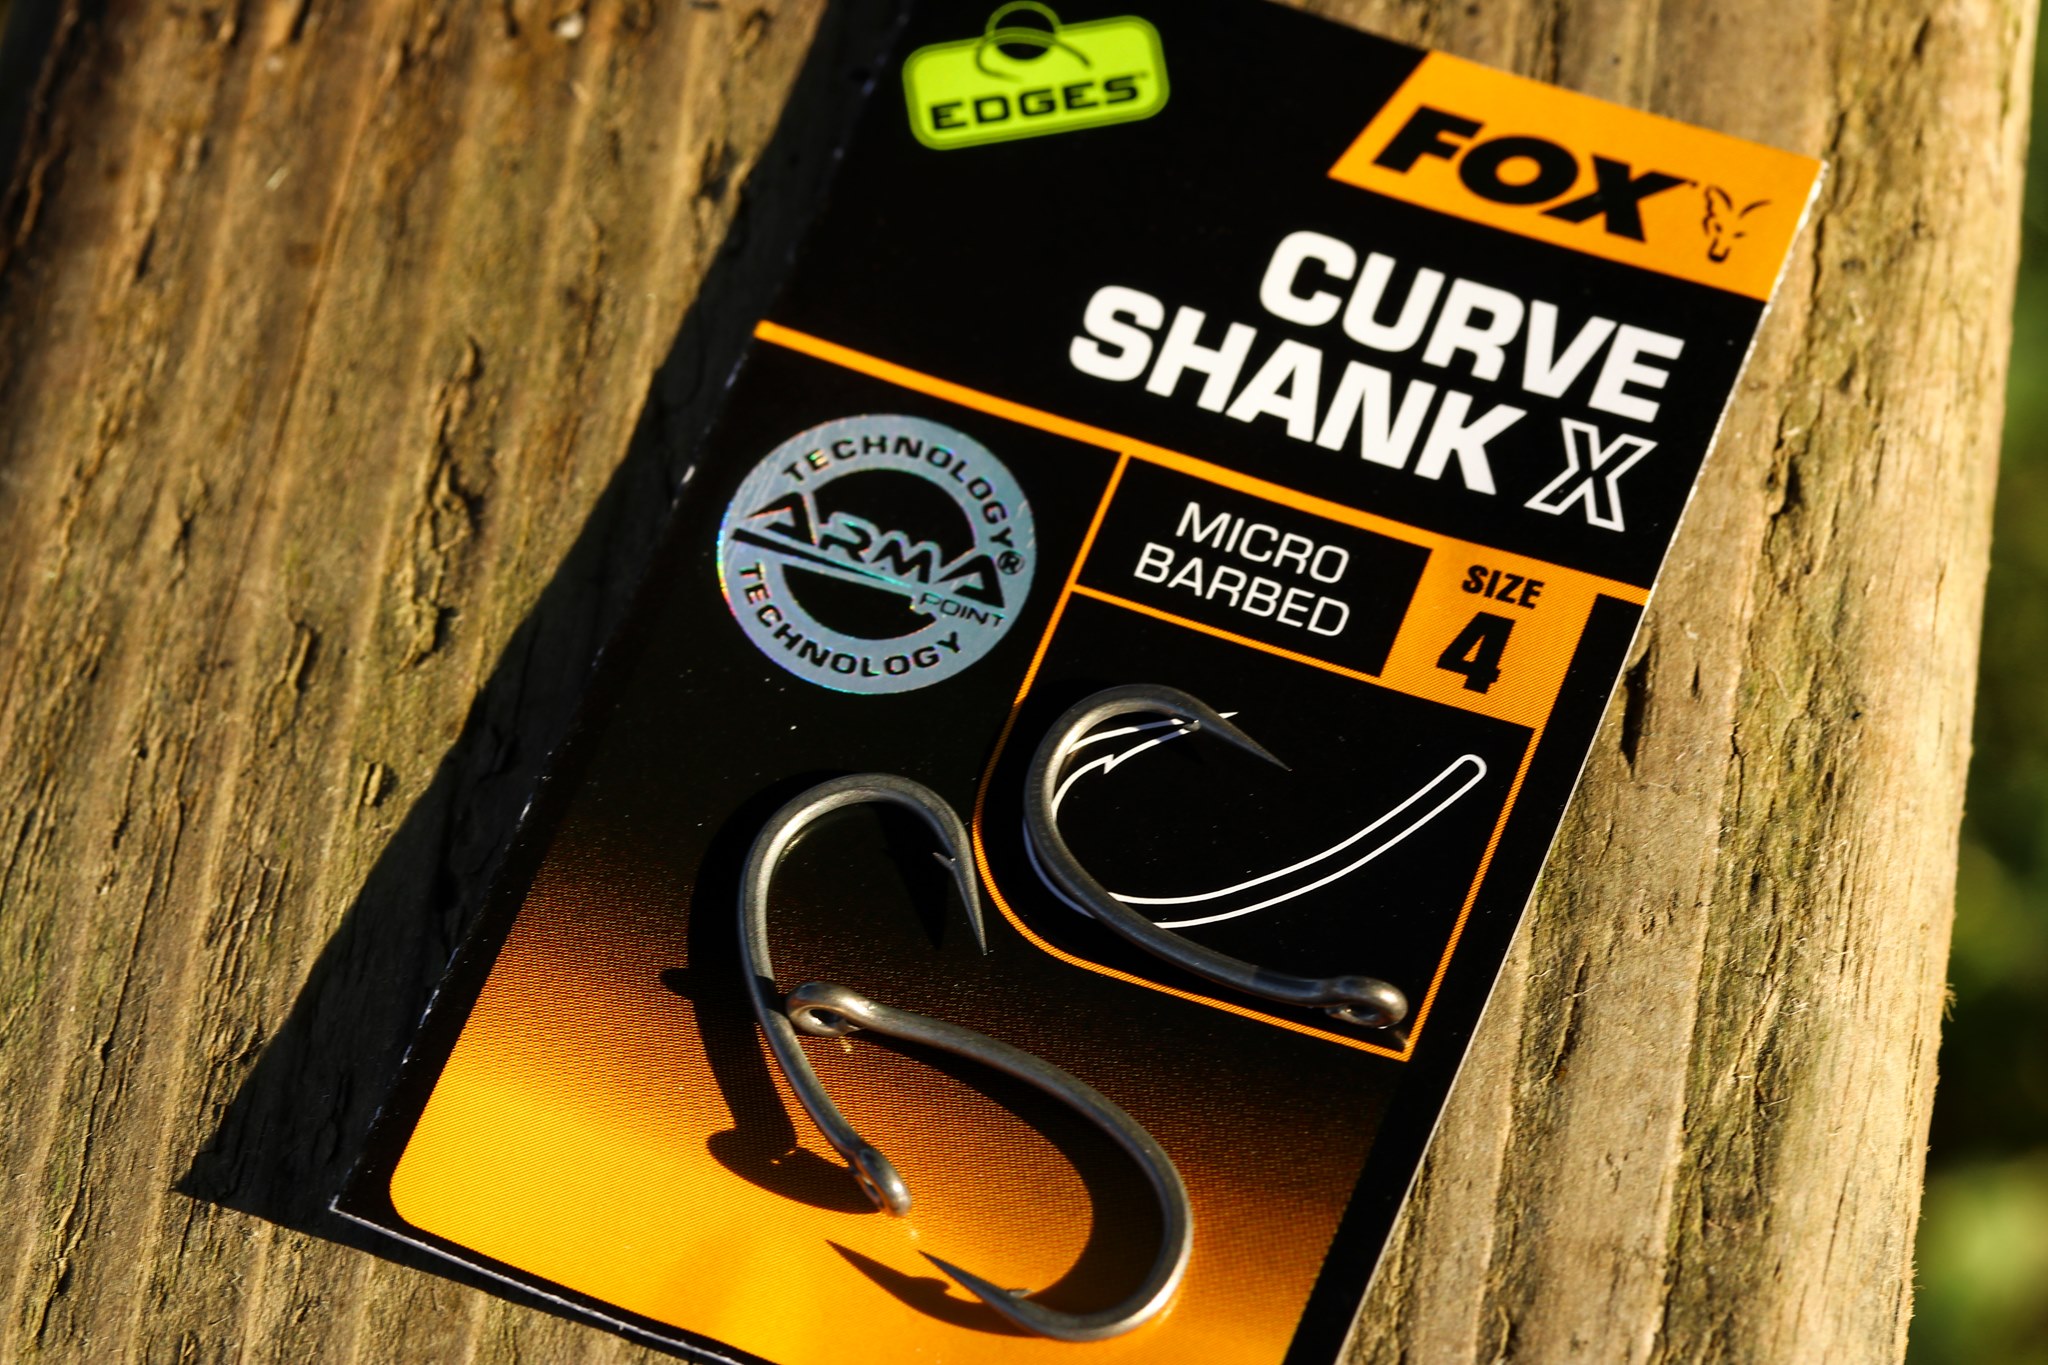 EDGES
FOX
CURVE
SHANK X
TECHNOLOGY®
ARMA
POINT
TECHNOLOGY
MICRO
BARBED
SIZE
4